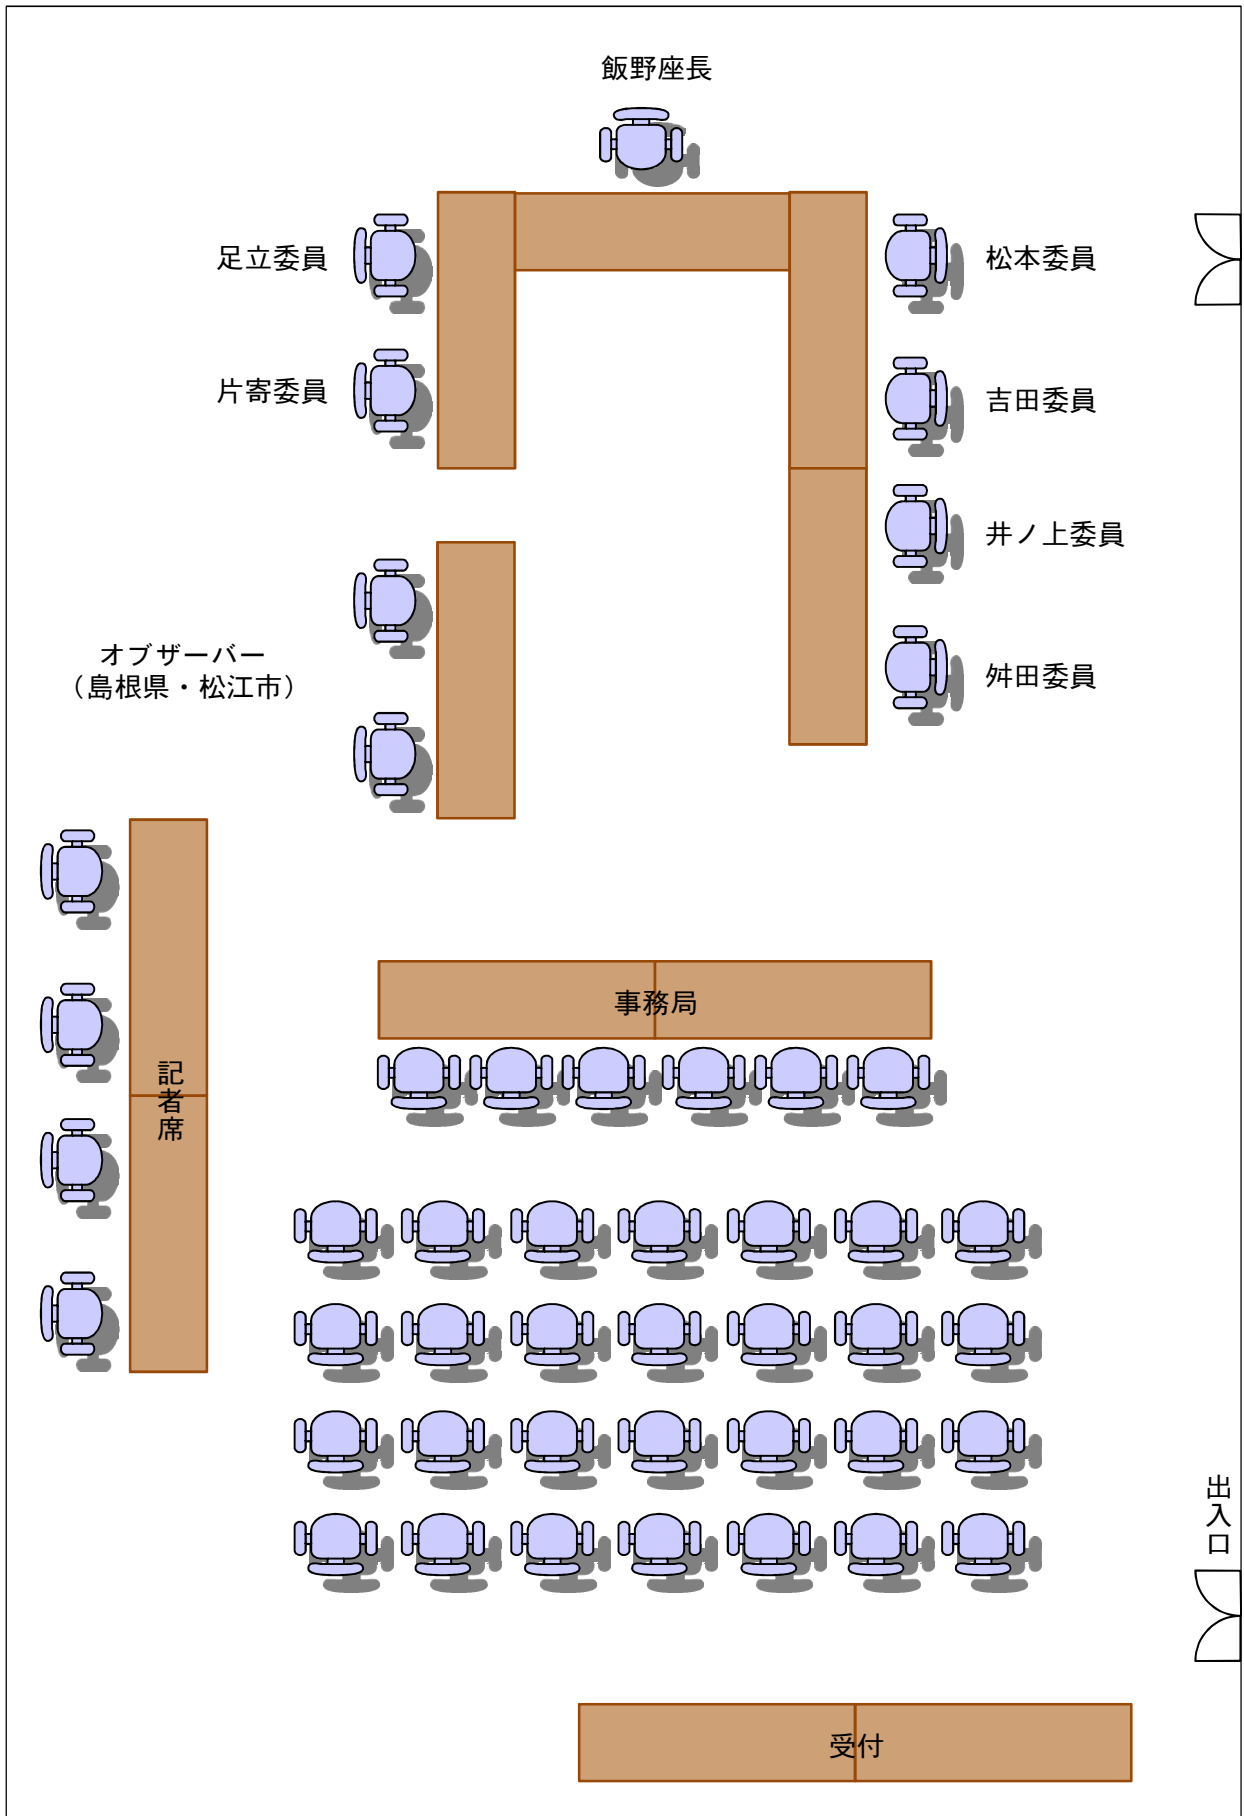 飯野座長
足立委員
松本委員
片寄委員
吉田委員
井ノ上委員
オブザーバー
（島根県・松江市）
舛田委員
事務局
記者席
出入口
受付